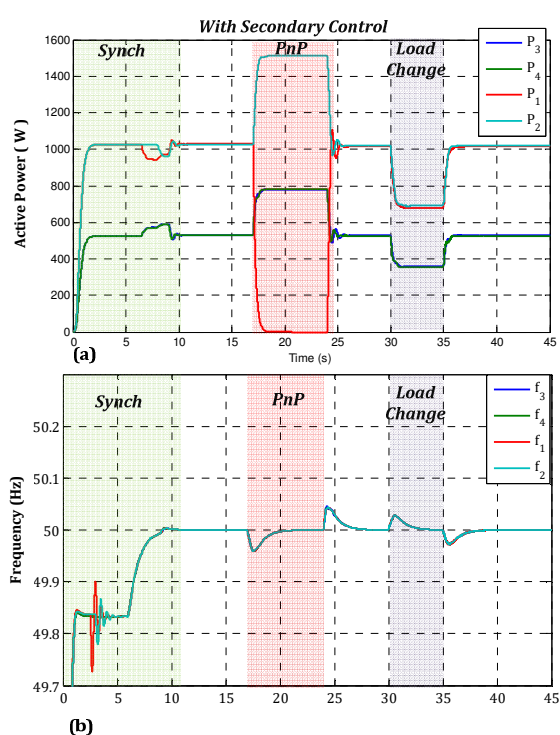 With Secondary Control
Synch
PnP
Load
Change
P3
P4
P1
P2
Active Power ( W )
1600
1400
1200
1000
800
600
400
200
0
0 5 10 15 20 25 30 35 40 45
Time (s)
(a)
Synch
PnP
Load
Change
f3
f4
f1
f2
Frequency (Hz)
50.2
50.1
50
49.9
49.8
49.7
0 5 10 15 20 25 30 35 40 45
(b)